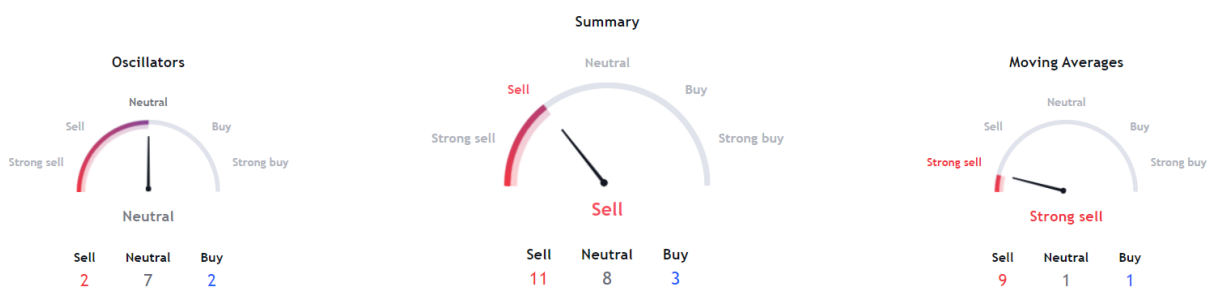 Summary
Neutral
Sell
Buy
Strong sell
Strong buy
Sell
Sell Neutral Buy
11 8 3
Oscillators
Neutral
Sell
Buy
Strong sell
Strong buy
Neutral
Sell Neutral Buy
2 7 2
Moving Averages
Neutral
Sell
Buy
Strong sell
Strong buy
Strong sell
Sell Neutral Buy
9 1 1